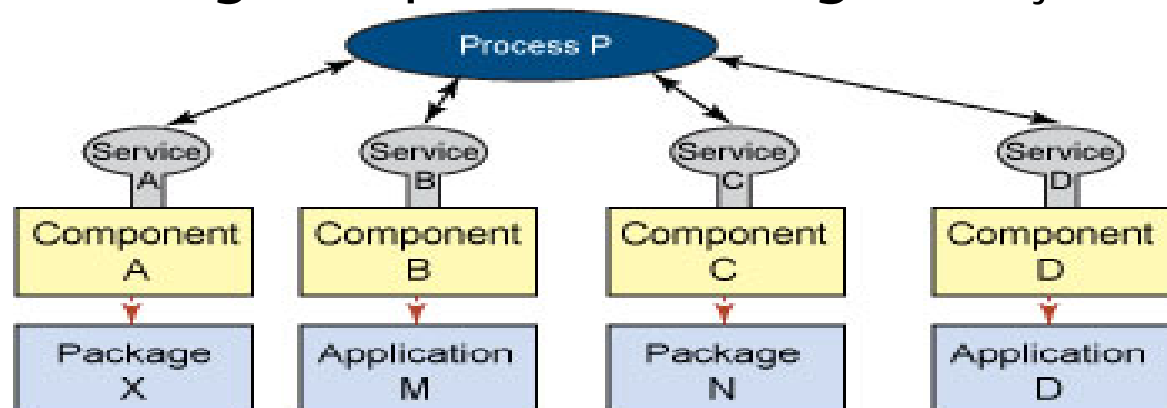 Process P
Service Service Service Service
A B C D
Component Component Component Component
A B C D
Package Application Package Application
X M N D